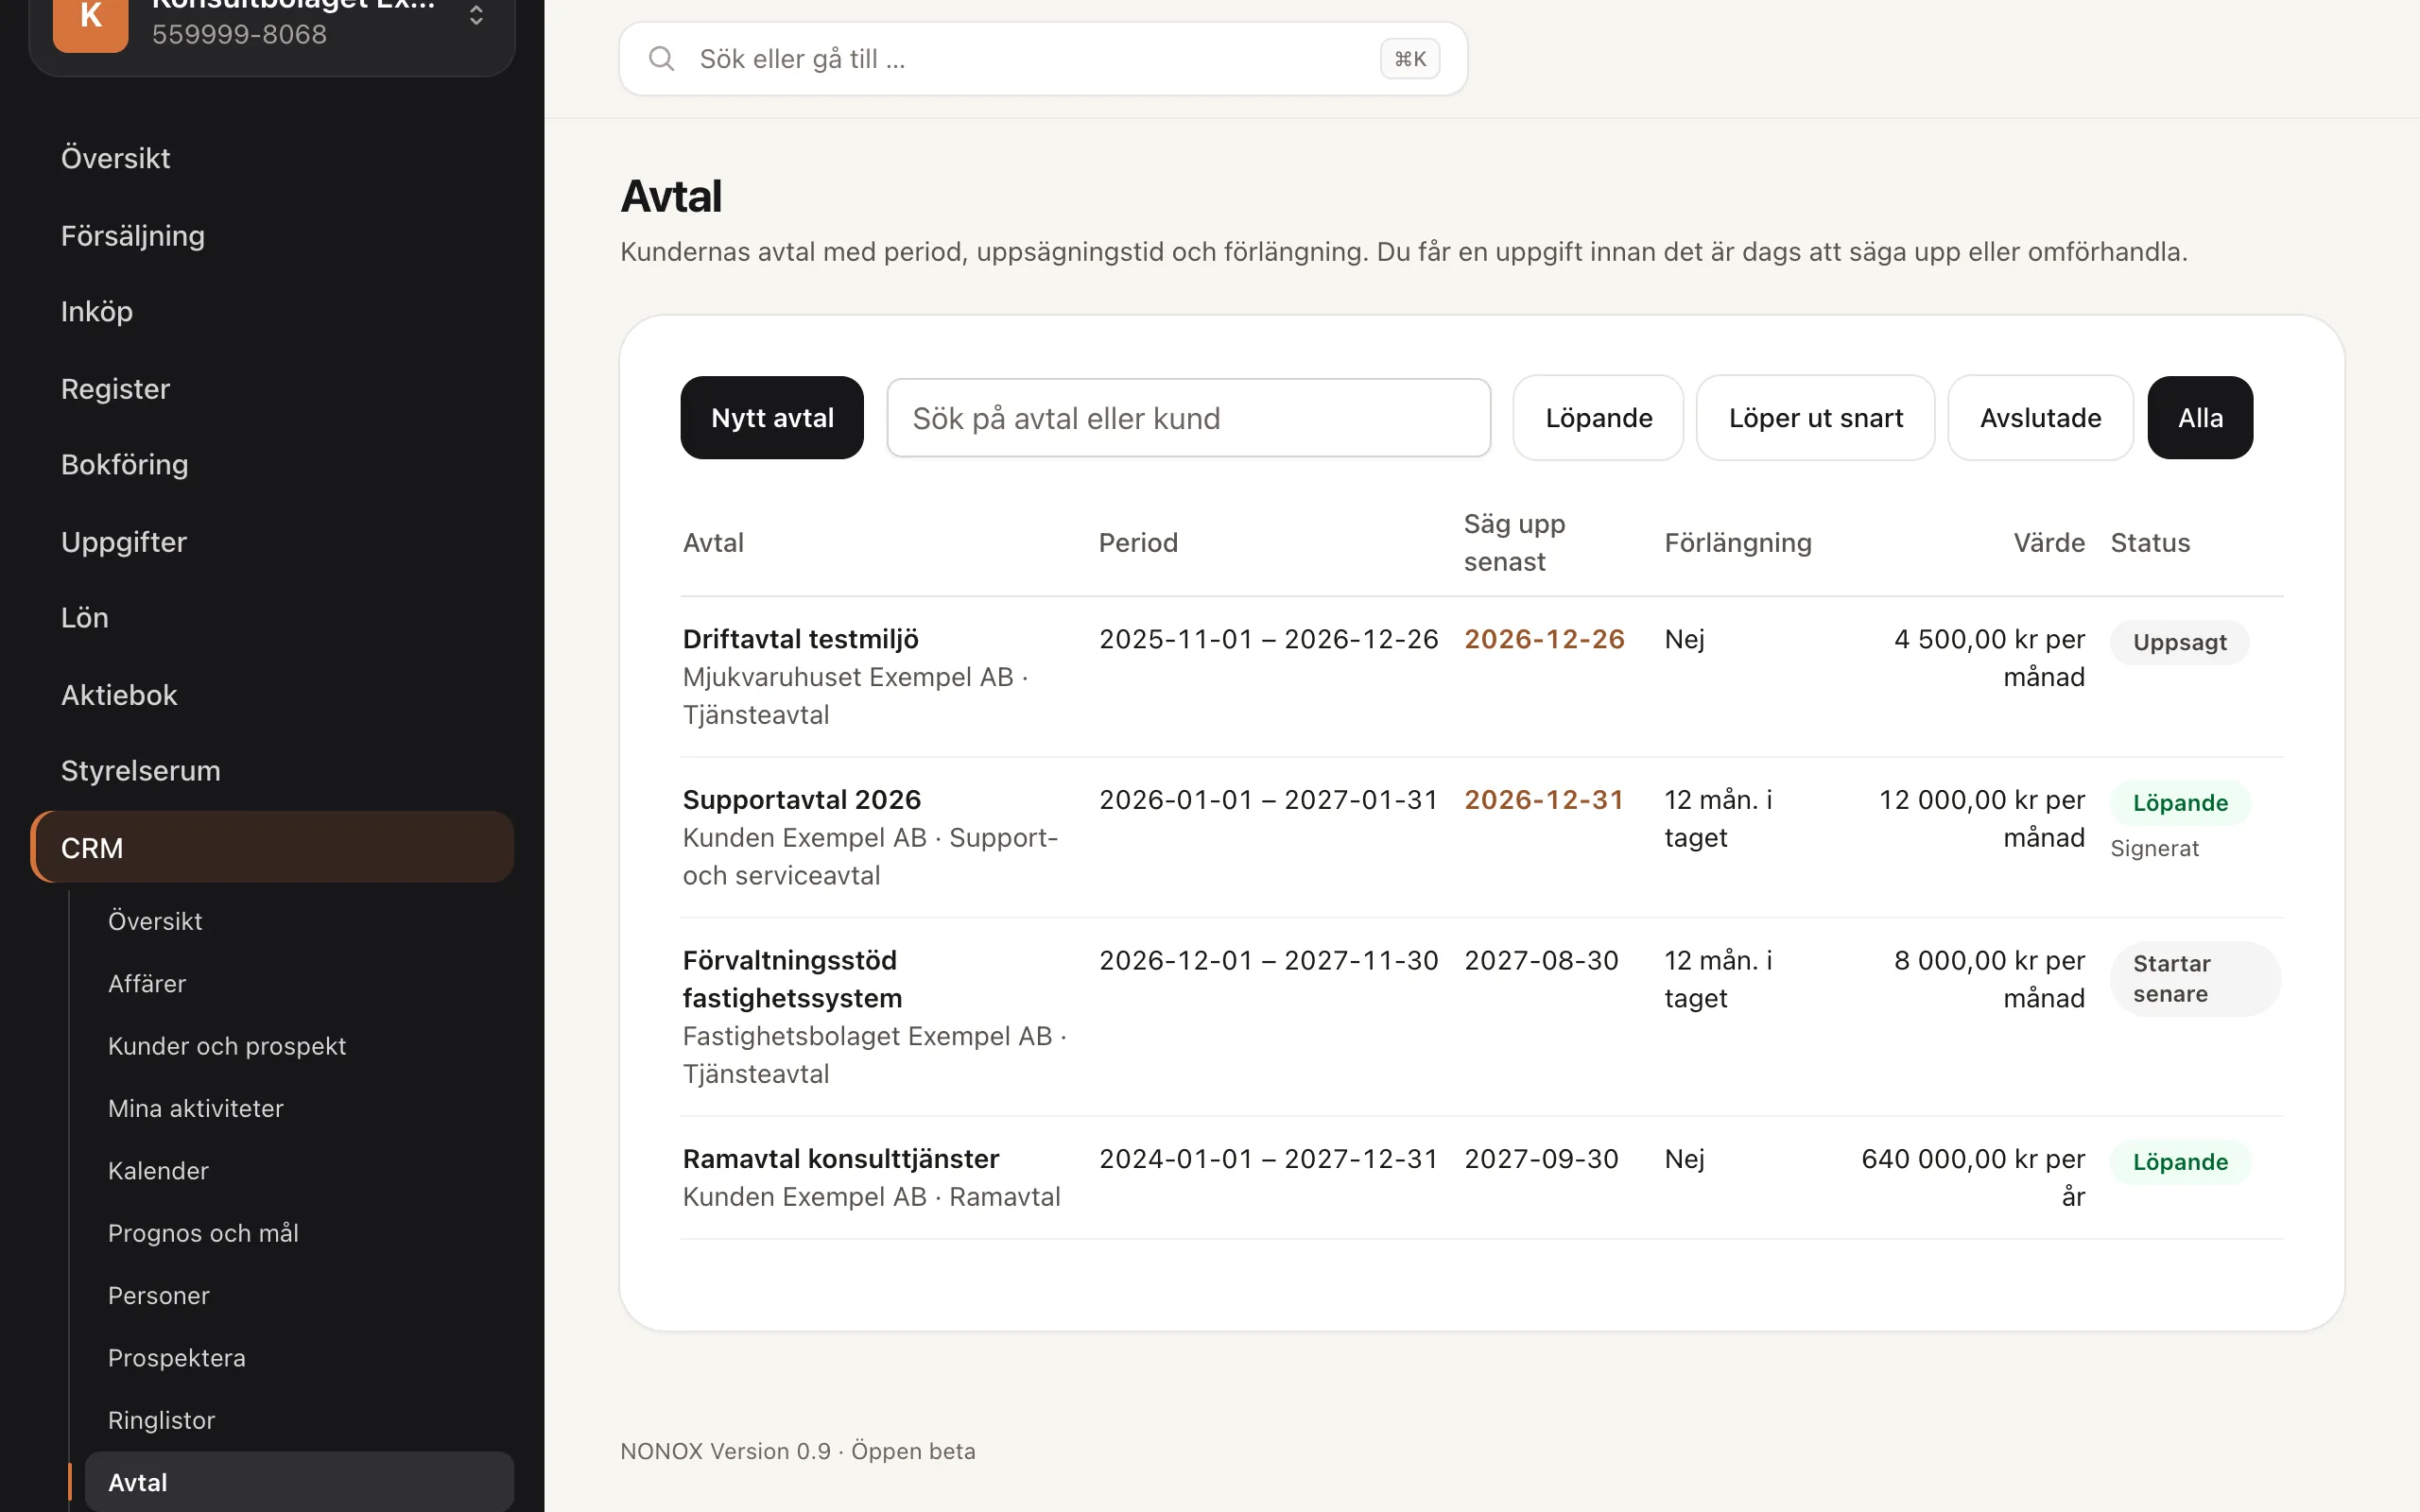 K
Konsultbolaget Ex...
559999-8068
Översikt
Försäljning
Inköp
Register
Bokföring
Uppgifter
Lön
Aktiebok
Styrelserum
CRM
Översikt
Affärer
Kunder och prospekt
Mina aktiviteter
Kalender
Prognos och mål
Personer
Prospektera
Ringlistor
Avtal
Sök eller gå till ...
⌘K
Avtal
Kundernas avtal med period, uppsägningstid och förlängning. Du får en uppgift innan det är dags att säga upp eller omförhandla.
Nytt avtal
Sök på avtal eller kund
Löpande
Löper ut snart
Avslutade
Alla
Avtal
Period
Säg upp
senast
Förlängning
Värde
Status
Driftavtal testmiljö
Mjukvaruhuset Exempel AB ·
Tjänsteavtal
2025-11-01 – 2026-12-26
2026-12-26
Nej
4 500,00 kr per
månad
Uppsagt
Supportavtal 2026
Kunden Exempel AB · Support-
och serviceavtal
2026-01-01 – 2027-01-31
2026-12-31
12 mån. i
taget
12 000,00 kr per
månad
Löpande
Signerat
Förvaltningsstöd
fastighetssystem
Fastighetsbolaget Exempel AB ·
Tjänsteavtal
2026-12-01 – 2027-11-30
2027-08-30
12 mån. i
taget
8 000,00 kr per
månad
Startar
senare
Ramavtal konsulttjänster
Kunden Exempel AB · Ramavtal
2024-01-01 – 2027-12-31
2027-09-30
Nej
640 000,00 kr per
år
Löpande
NONOX Version 0.9 · Öppen beta